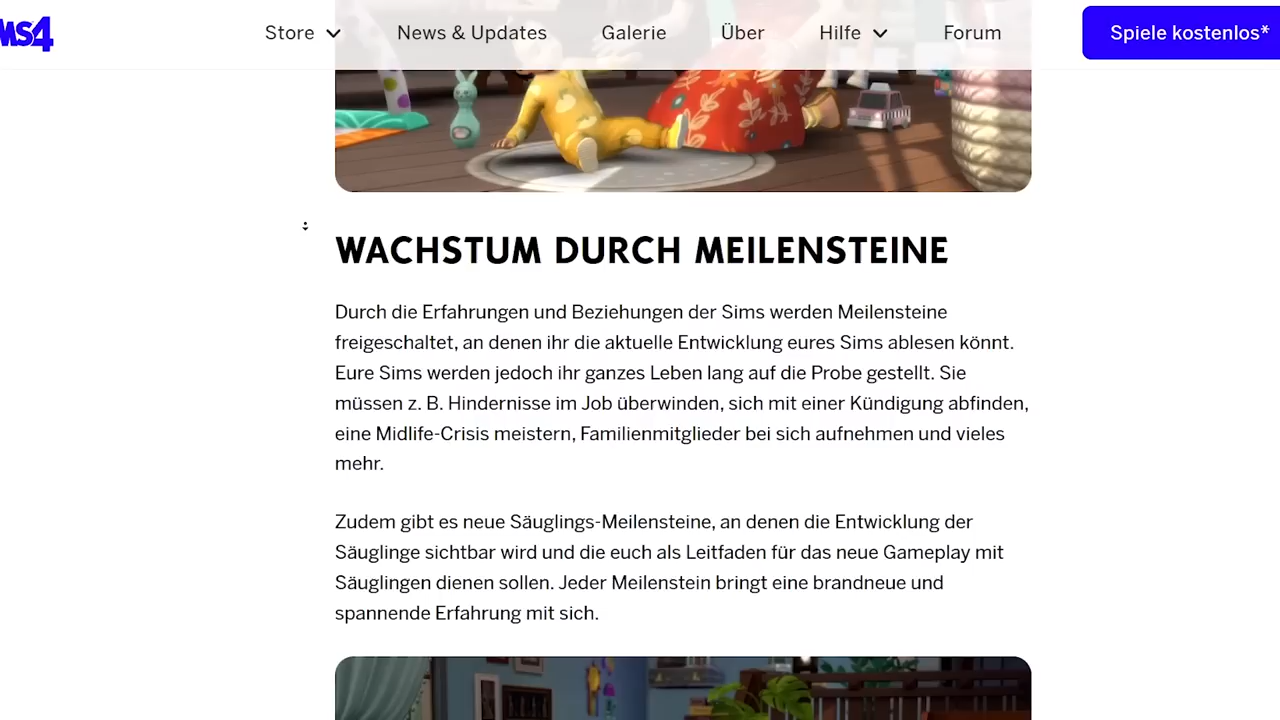 MS4
Store
News & Updates
Galerie
Über
Hilfe
Forum
Spiele kostenlos*
WACHSTUM DURCH MEILENSTEINE
Durch die Erfahrungen und Beziehungen der Sims werden Meilensteine
freigeschaltet, an denen ihr die aktuelle Entwicklung eures Sims ablesen könnt.
Eure Sims werden jedoch ihr ganzes Leben lang auf die Probe gestellt. Sie
müssen z. B. Hindernisse im Job überwinden, sich mit einer Kündigung abfinden,
eine Midlife-Crisis meistern, Familienmitglieder bei sich aufnehmen und vieles
mehr.
Zudem gibt es neue Säuglings-Meilensteine, an denen die Entwicklung der
Säuglinge sichtbar wird und die euch als Leitfaden für das neue Gameplay mit
Säuglingen dienen sollen. Jeder Meilenstein bringt eine brandneue und
spannende Erfahrung mit sich.